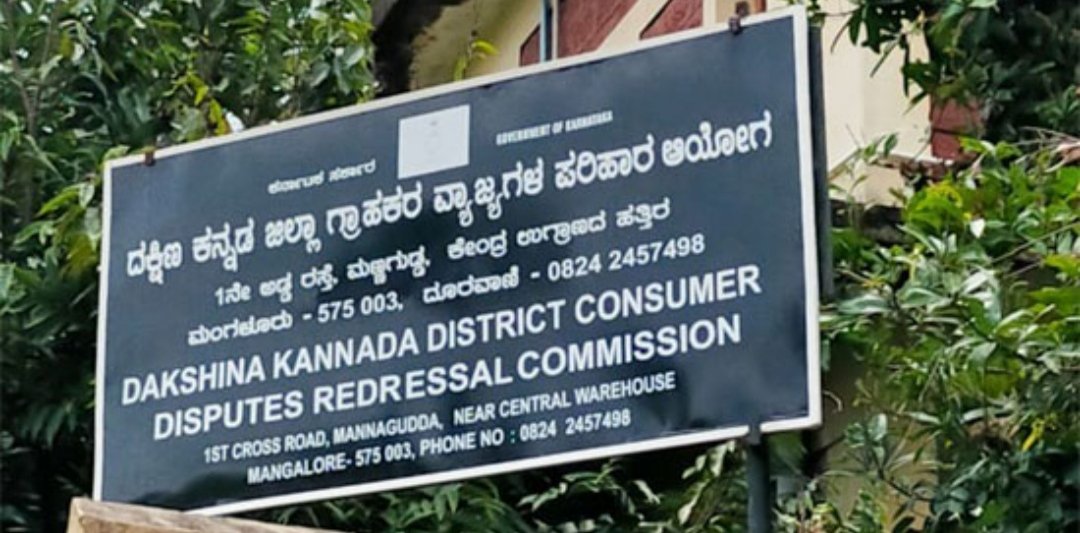 ಕರ್ನಾಟಕ ಸರ್ಕಾರ
GOVERNMENT OF KARNATAKA
ದಕ್ಷಿಣ ಕನ್ನಡ ಜಿಲ್ಲಾ ಗ್ರಾಹಕರ ವ್ಯಾಜ್ಯಗಳ ಪರಿಹಾರ ಆಯೋಗ
1ನೇ ಅಡ್ಡ ರಸ್ತೆ, ಮಣ್ಣಗುಡ್ಡ, ಕೇಂದ್ರ ಉಗ್ರಾಣದ ಹತ್ತಿರ
ಮಂಗಳೂರು - 575 003, ದೂರವಾಣಿ - 0824 2457498
DAKSHINA KANNADA DISTRICT CONSUMER
DISPUTES REDRESSAL COMMISSION
1ST CROSS ROAD, MANNAGUDDA, NEAR CENTRAL WAREHOUSE
MANGALORE- 575 003, PHONE NO : 0824 2457498